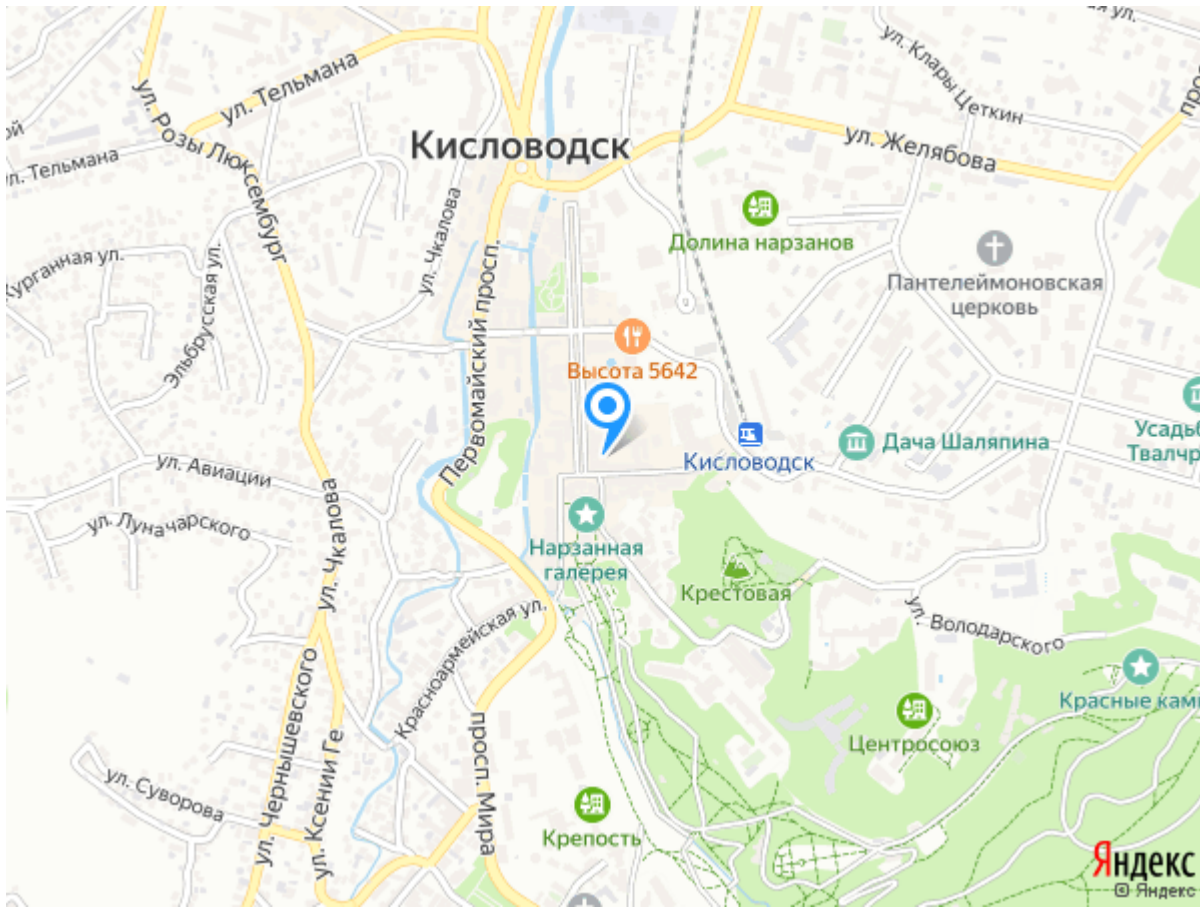 ул.
ул. Клары Цеткин
ул. Тельмана
ул. Розы Люксембург
Кисловодск
ул. Желябова
ул. Тельмана
ул. Чкалова
Долина нарзанов
Пантелеймоновская
церковь
Курганная ул.
Эльбрусская ул.
Первомайский просп.
Высота 5642
Кисловодск
Дача Шаляпина
Усадьб
Твалчр
ул. Авиации
ул. Луначарского
ул. Чкалова
Нарзанная
галерея
Крестовая
ул. Володарского
Красноармейская ул.
Красные кам
Центросоюз
ул. Чернышевского
ул. Ксении Ге
просп. Мира
ул. Суворова
Крепость
Яндекс
© Яндекс